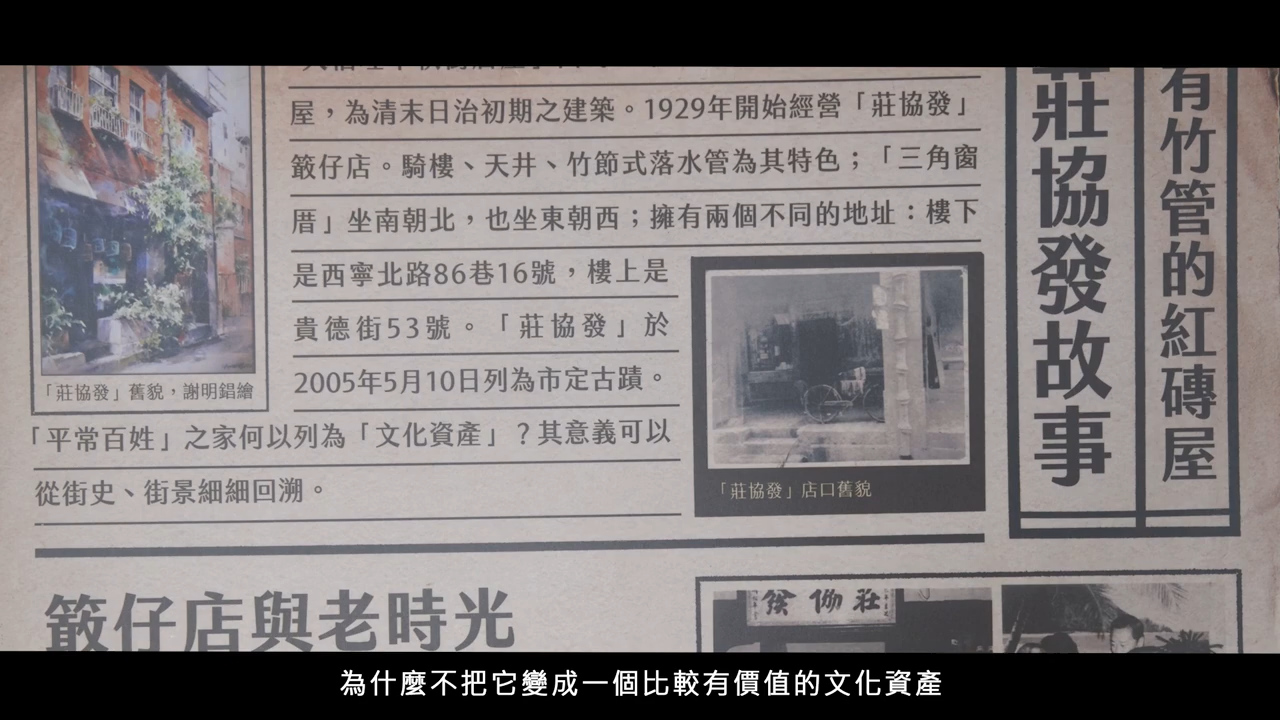 有竹管的紅磚屋
莊協發故事
屋，為清末日治初期之建築。1929年開始經營「莊協發」
簸仔店。騎樓、天井、竹節式落水管為其特色；「三角窗
厝」坐南朝北，也坐東朝西；擁有兩個不同的地址：樓下
是西寧北路86巷16號，樓上是
貴德街53號。「莊協發」於
2005年5月10日列為市定古蹟。
「平常百姓」之家何以列為「文化資產」？其意義可以
從街史、街景細細回溯。
「莊協發」舊貌，謝明錩繪
「莊協發」店口舊貌
簸仔店與老時光
莊協發
為什麼不把它變成一個比較有價值的文化資產